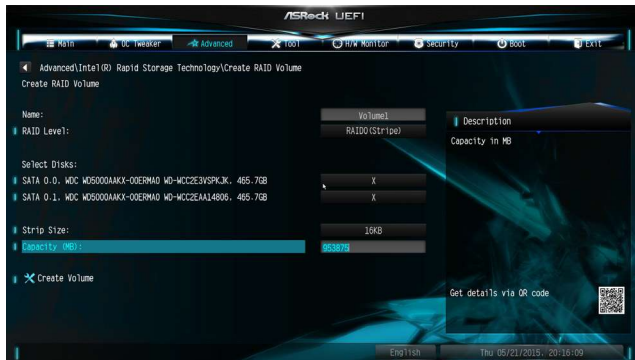 ASRock UEFI
Main OC Tweaker Advanced Tool H/W Monitor Security Boot Exit
Advanced\Intel(R) Rapid Storage Technology\Create RAID Volume
Create RAID Volume
Name: Volume1
RAID Level: RAID0(Stripe)
Select Disks:
SATA 0.0, WDC WD5000AAKX-00ERMA0 WD-WCC2E3VSPKJK, 465.7GB X
SATA 0.1, WDC WD5000AAKX-00ERMA0 WD-WCC2EAA14806, 465.7GB X
Strip Size: 16KB
Capacity (MB): 953875
Create Volume
Description
Capacity in MB
Get details via QR code
English Thu 05/21/2015, 20:16:09